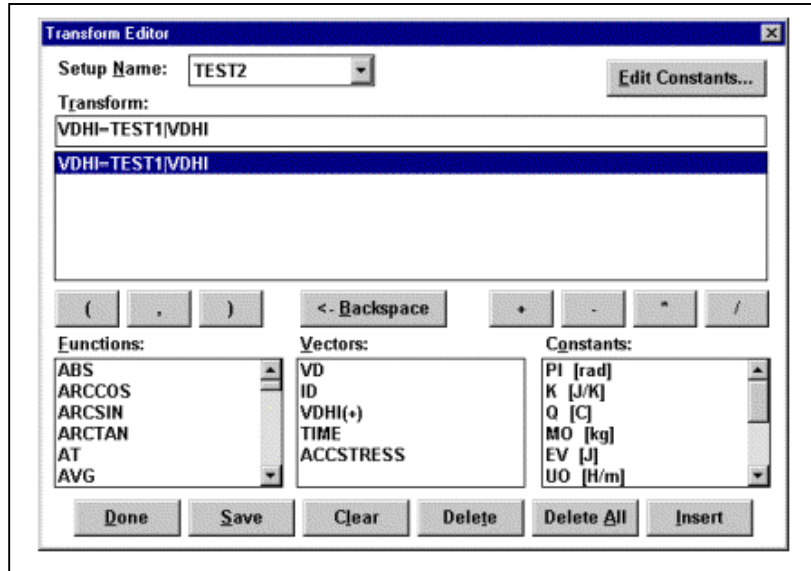 Transform Editor
Setup Name: TEST2
Edit Constants...
Transform:
VDHI=TEST1|VDHI
VDHI=TEST1|VDHI
( , ) <- Backspace + - * /
Functions: Vectors: Constants:
ABS
ARCCOS
ARCSIN
ARCTAN
AT
AVG
VD
ID
VDHI(+)
TIME
ACCSTRESS
PI [rad]
K [J/K]
Q [C]
MO [kg]
EV [J]
UO [H/m]
Done Save Clear Delete Delete All Insert